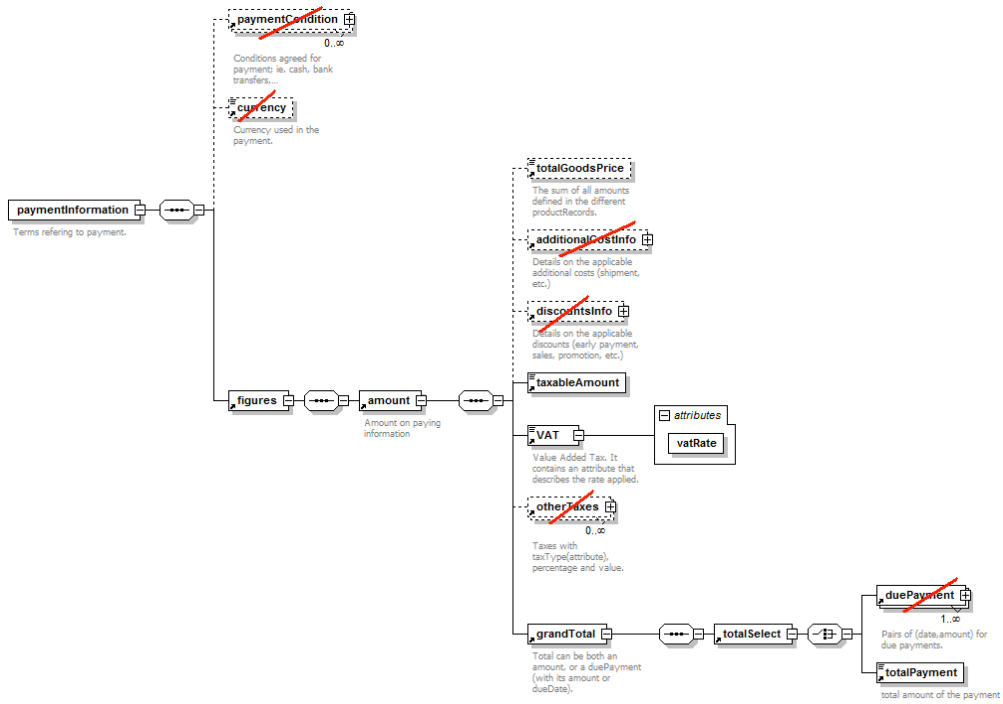 paymentCondition
0..∞
Conditions agreed for
payment; ie. cash, bank
transfers,...
currency
Currency used in the
payment.
paymentInformation
Terms refering to payment.
totalGoodsPrice
The sum of all amounts
defined in the different
productRecords.
additionalCostInfo
Details on the applicable
additional costs (shipment,
etc.)
discountsInfo
Details on the applicable
discounts (early payment,
sales, promotion, etc.)
taxableAmount
figures
amount
Amount on paying
information
attributes
VAT
vatRate
Value Added Tax. It
contains an attribute that
describes the rate applied.
otherTaxes
0..∞
Taxes with
taxType(attribute),
percentage and value.
duePayment
1..∞
Pairs of (date,amount) for
due payments.
grandTotal
totalSelect
Total can be both an
amount, or a duePayment
(with its amount or
dueDate).
totalPayment
total amount of the payment